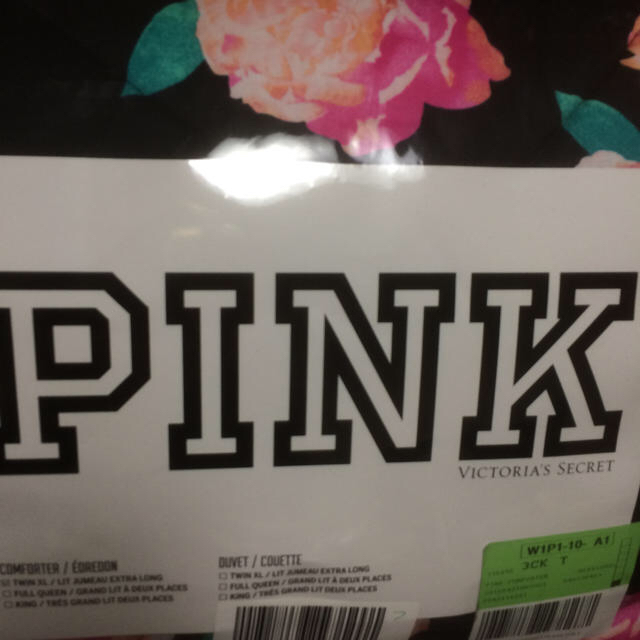 PINK
VICTORIA'S SECRET
COMFORTER / ÉDREDON
TWIN XL / LIT JUMEAU EXTRA LONG
FULL QUEEN / GRAND LIT À DEUX PLACES
KING / TRÈS GRAND LIT À DEUX PLACES
DUVET / COUETTE
TWIN XL / LIT JUMEAU EXTRA LONG
FULL QUEEN / GRAND LIT À DEUX PLACES
KING / TRÈS GRAND LIT À DEUX PLACES
W1P1-10- A1
3CK T